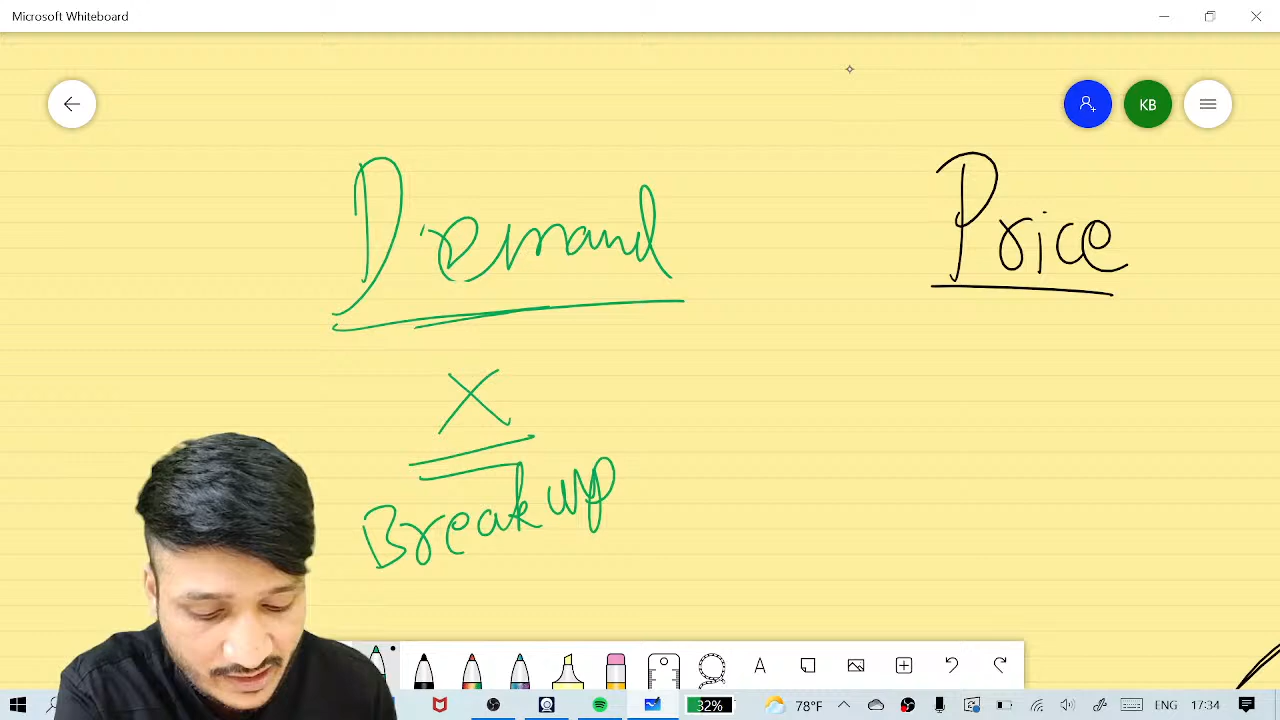 Microsoft Whiteboard
KB
Demand
Price
X
Breakup
A
32%
78°F
ENG
17:34